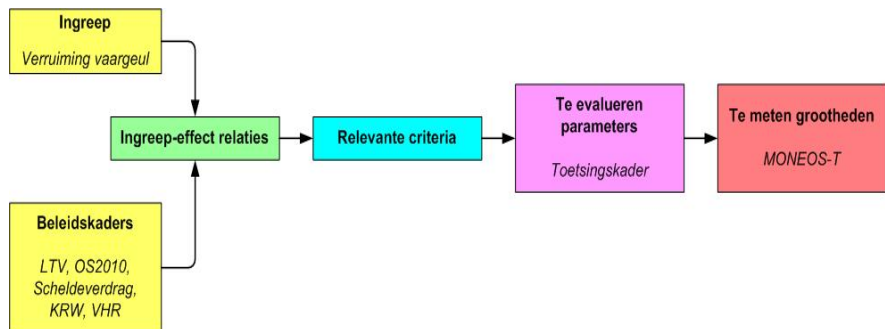 Ingreep
Verruiming vaargeul
Ingreep-effect relaties
Beleidskaders
LTV, OS2010,
Scheldeverdrag,
KRW, VHR
Relevante criteria
Te evalueren
parameters
Toetsingskader
Te meten grootheden
MONEOS-T